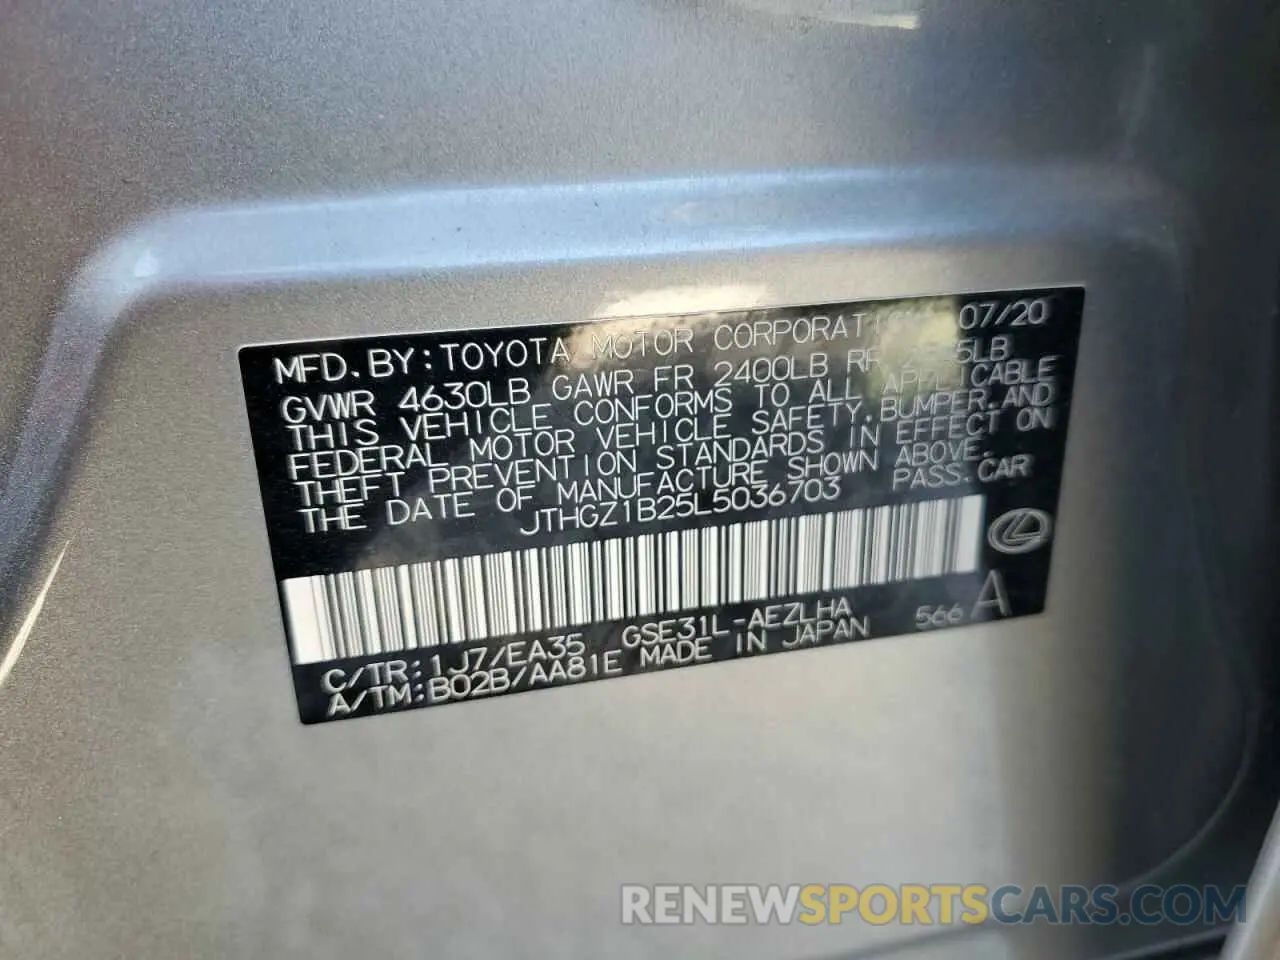 MFD. BY: TOYOTA MOTOR CORPORATI 07/20
GVWR 4630LB GAWR FR 2400LB RR
THIS VEHICLE CONFORMS TO ALL APPLICABLE
FEDERAL MOTOR VEHICLE SAFETY, BUMPER, AND
THEFT PREVENTION STANDARDS IN EFFECT ON
THE DATE OF MANUFACTURE SHOWN ABOVE.
JTHGZ1B25L5036703 PASS. CAR
C/TR: 1J7/EA35 GSE31L-AEZLHA 566 A
A/TM: B02B/AA81E MADE IN JAPAN
RENEWSPORTSCARS.COM